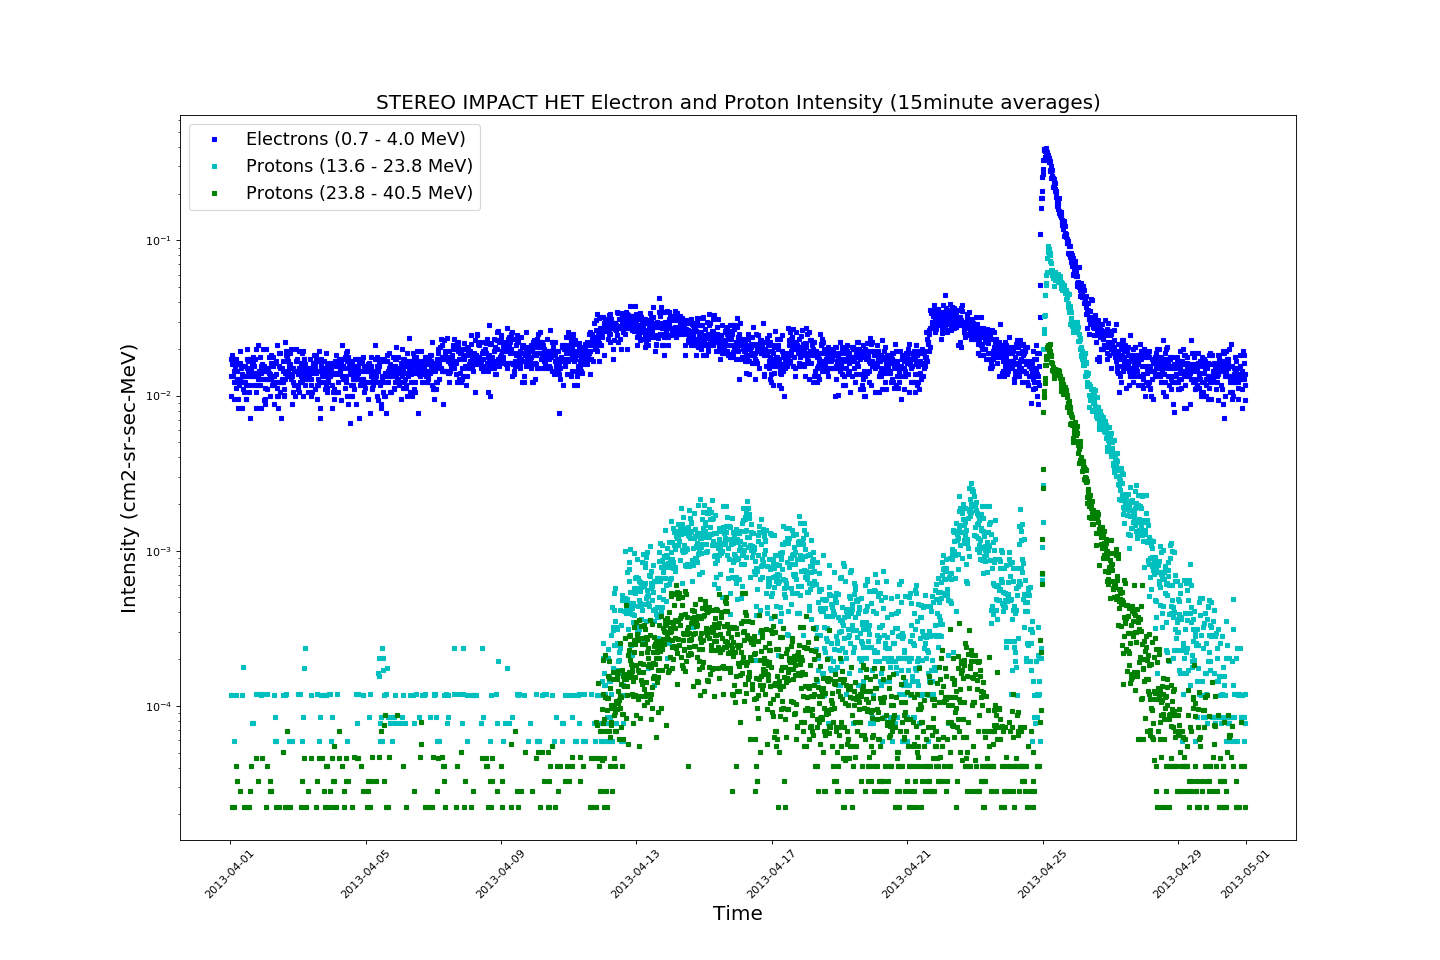 STEREO IMPACT HET Electron and Proton Intensity (15minute averages)
Electrons (0.7 - 4.0 MeV)
Protons (13.6 - 23.8 MeV)
Protons (23.8 - 40.5 MeV)
Intensity (cm2-sr-sec-MeV)
10⁻¹
10⁻²
10⁻³
10⁻⁴
2013-04-01
2013-04-05
2013-04-09
2013-04-13
2013-04-17
2013-04-21
2013-04-25
2013-04-29
2013-05-01
Time